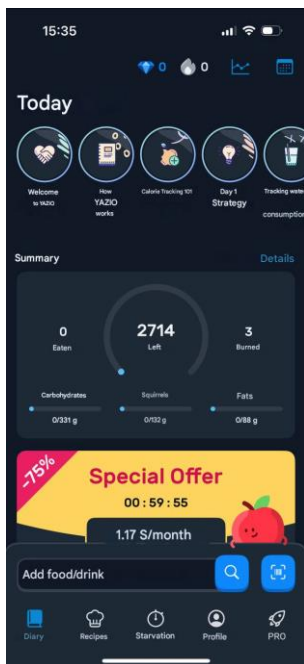 15:35
0
0
Today
Welcome
to YAZIO
How
YAZIO
works
Calorie Tracking 101
Day 1
Strategy
Tracking water
consumption
Summary
Details
0
Eaten
2714
Left
3
Burned
Carbohydrates
0/331 g
Squirrels
0/132 g
Fats
0/88 g
-75%
Special Offer
00 : 59 : 55
1.17 S/month
Add food/drink
Diary
Recipes
Starvation
Profile
PRO